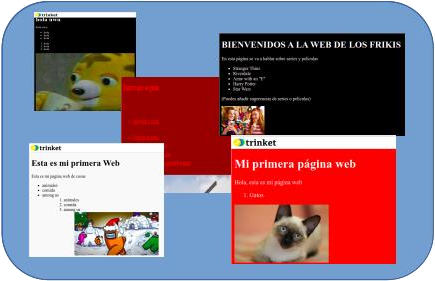 trinket
hola uwu
BIENVENIDOS A LA WEB DE LOS FRIKIS
En esta página se va a hablar sobre series y películas
Stranger Thins
Riverdale
Anne with an "E"
Harry Potter
Star Wars
(Puedes añadir sugerencias de series o películas)
trinket
Esta es mi primera Web
Esta es mi pagina web de cosas
animales
comida
among us
1. animales
2. comida
3. among us
trinket
Mi primera página web
Hola, esta es mi página web
1. Gatos